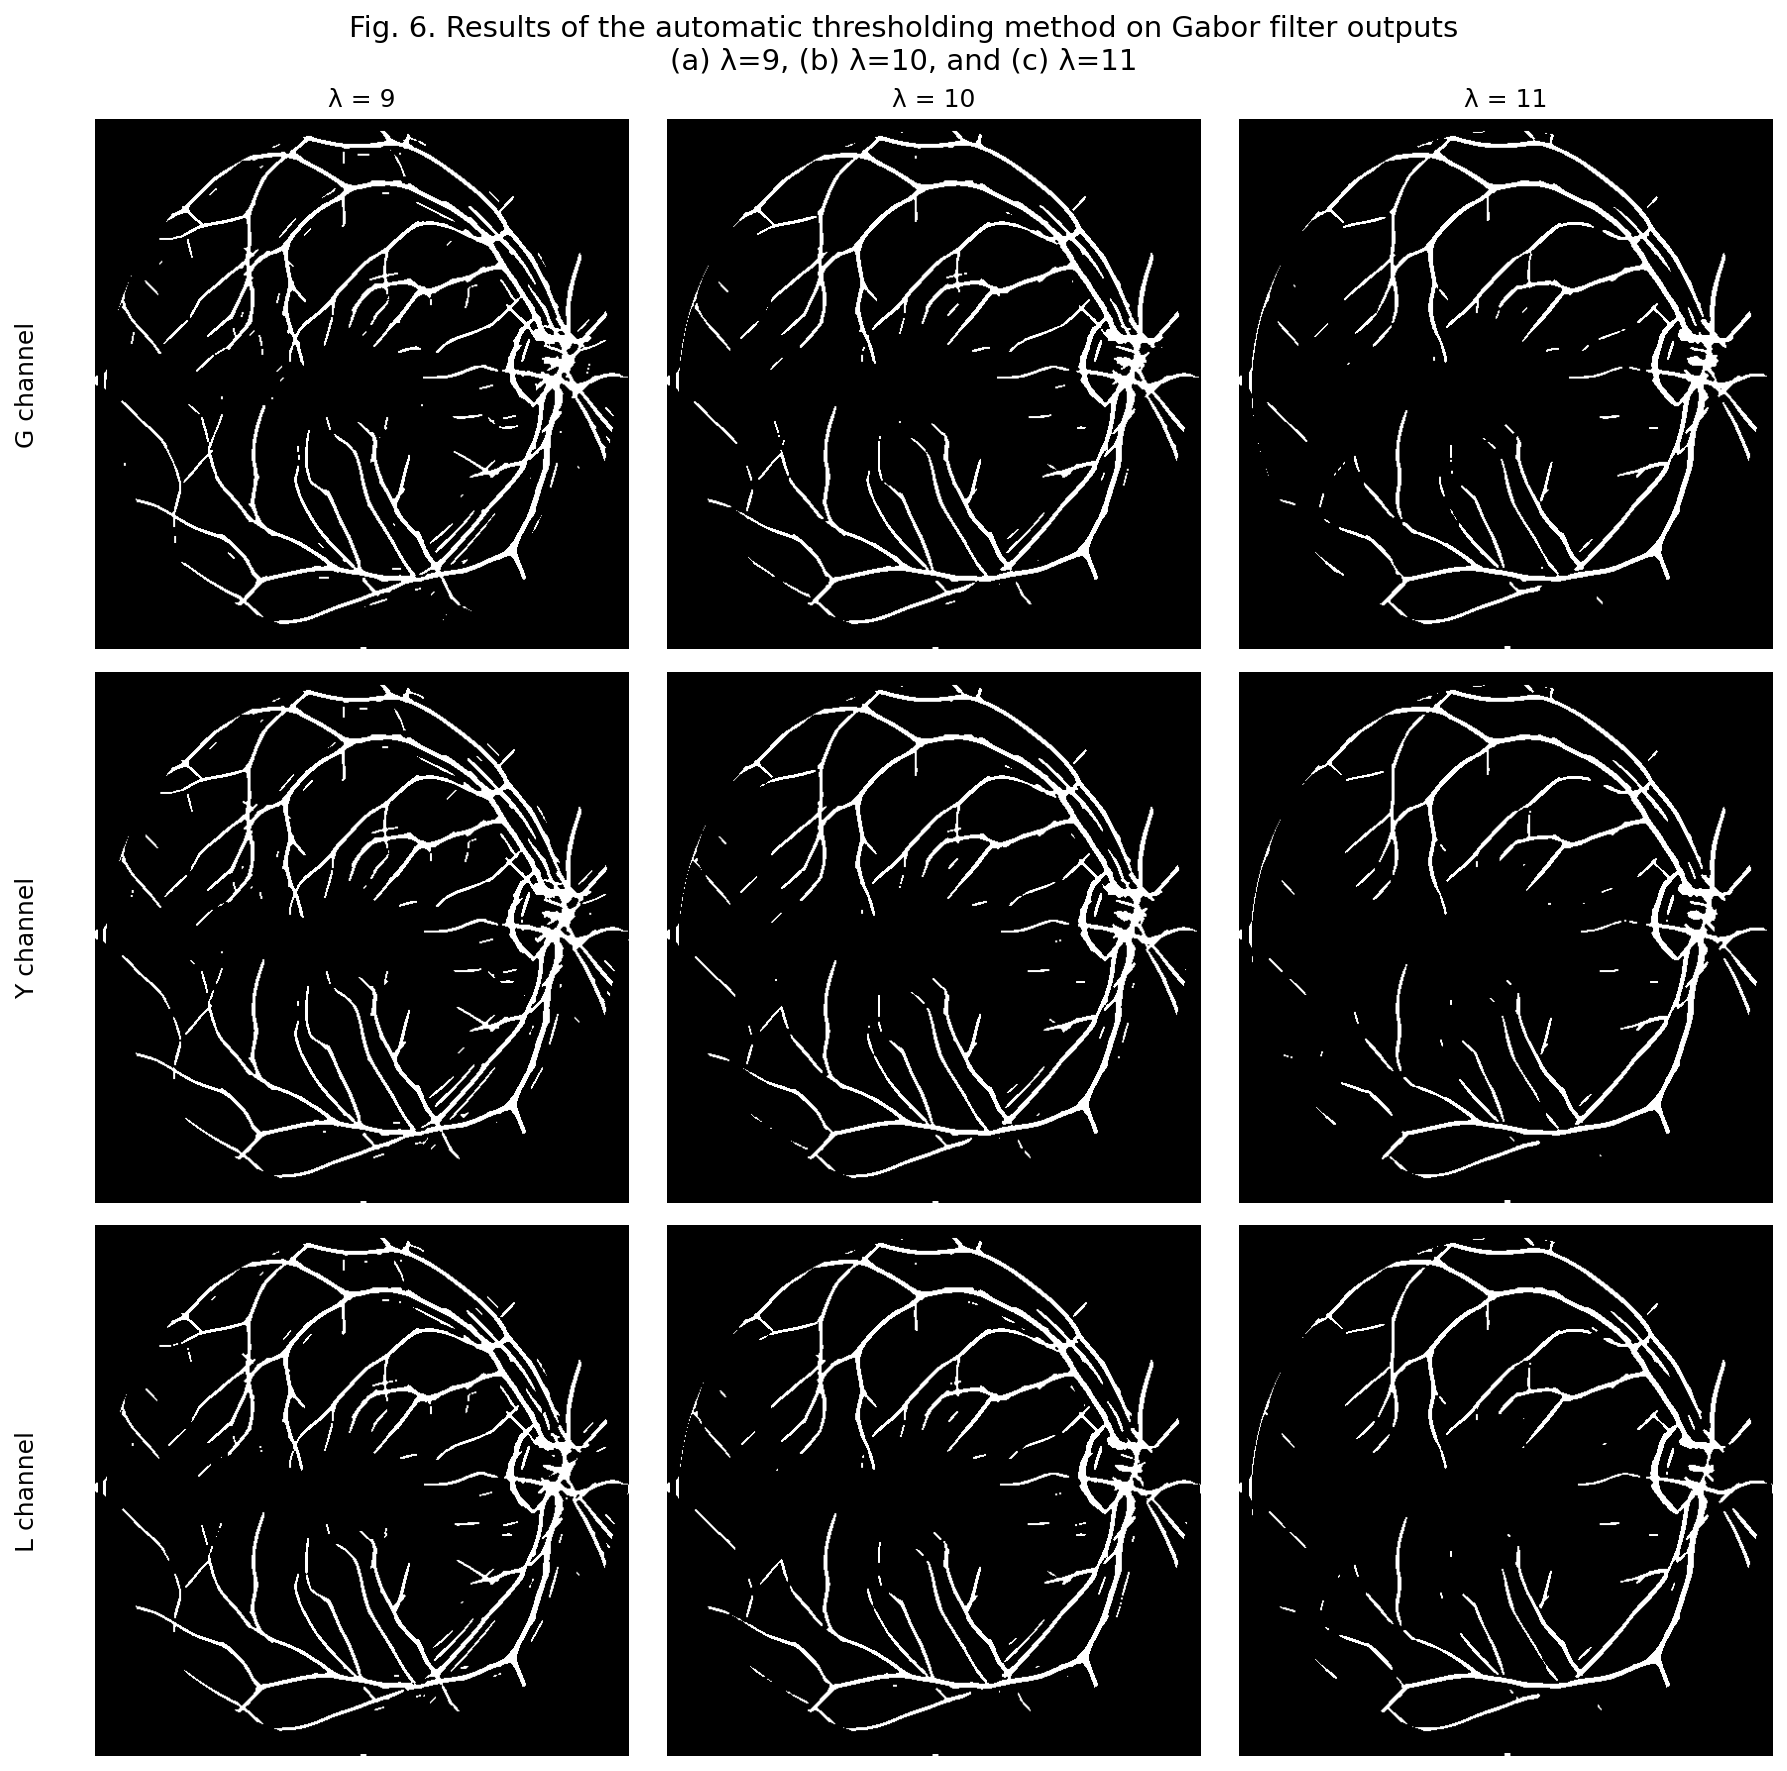 Fig. 6. Results of the automatic thresholding method on Gabor filter outputs
(a) λ=9, (b) λ=10, and (c) λ=11
λ = 9
λ = 10
λ = 11
G channel
Y channel
L channel